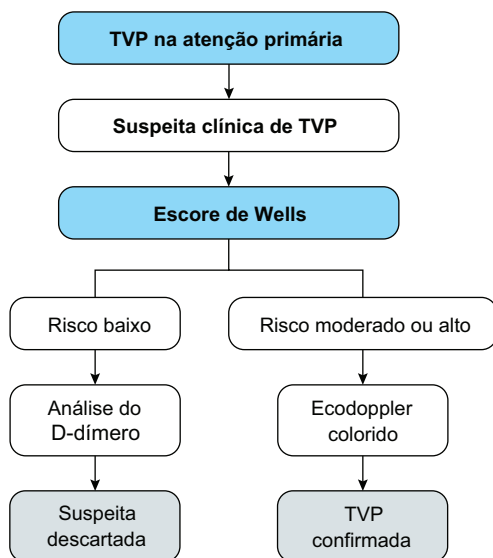 TVP na atenção primária
Suspeita clínica de TVP
Escore de Wells
Risco baixo
Risco moderado ou alto
Análise do
D-dímero
Ecodoppler
colorido
Suspeita
descartada
TVP
confirmada